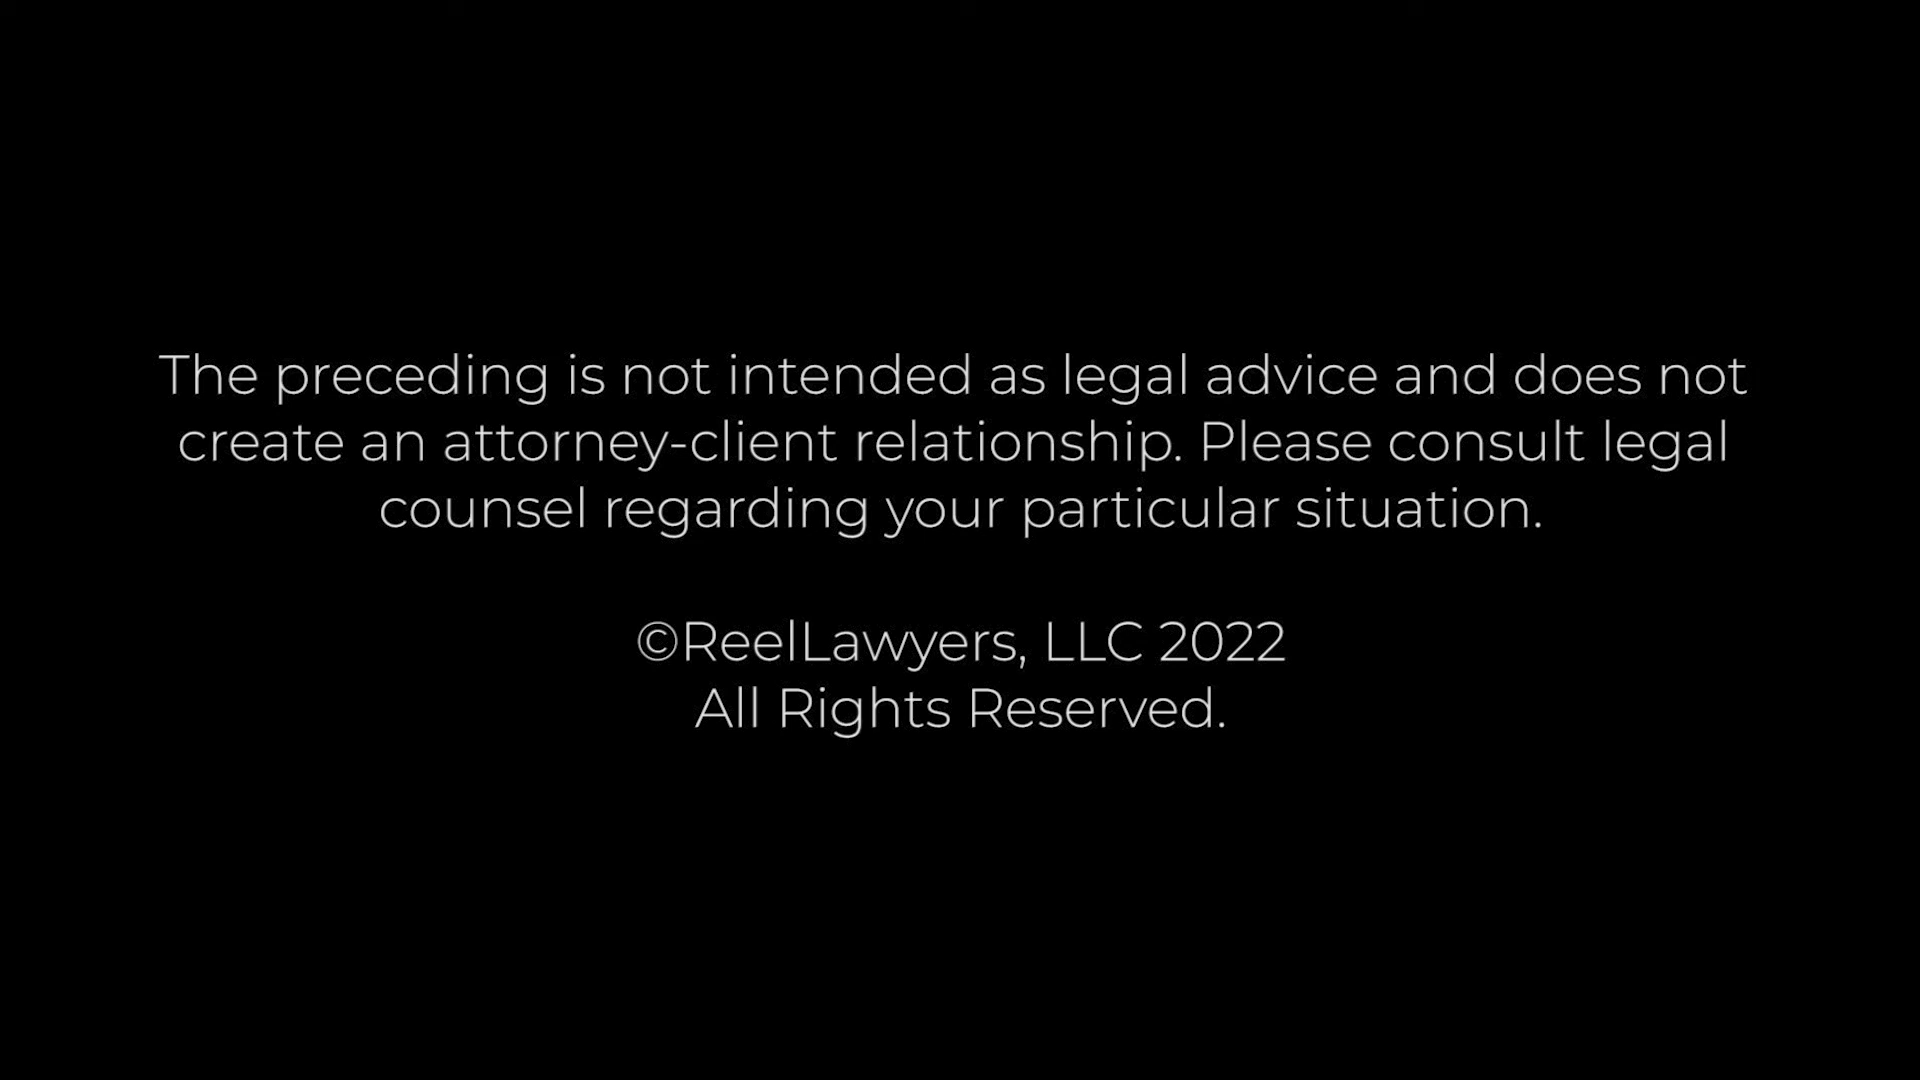 The preceding is not intended as legal advice and does not
create an attorney-client relationship. Please consult legal
counsel regarding your particular situation.
©ReelLawyers, LLC 2022
All Rights Reserved.